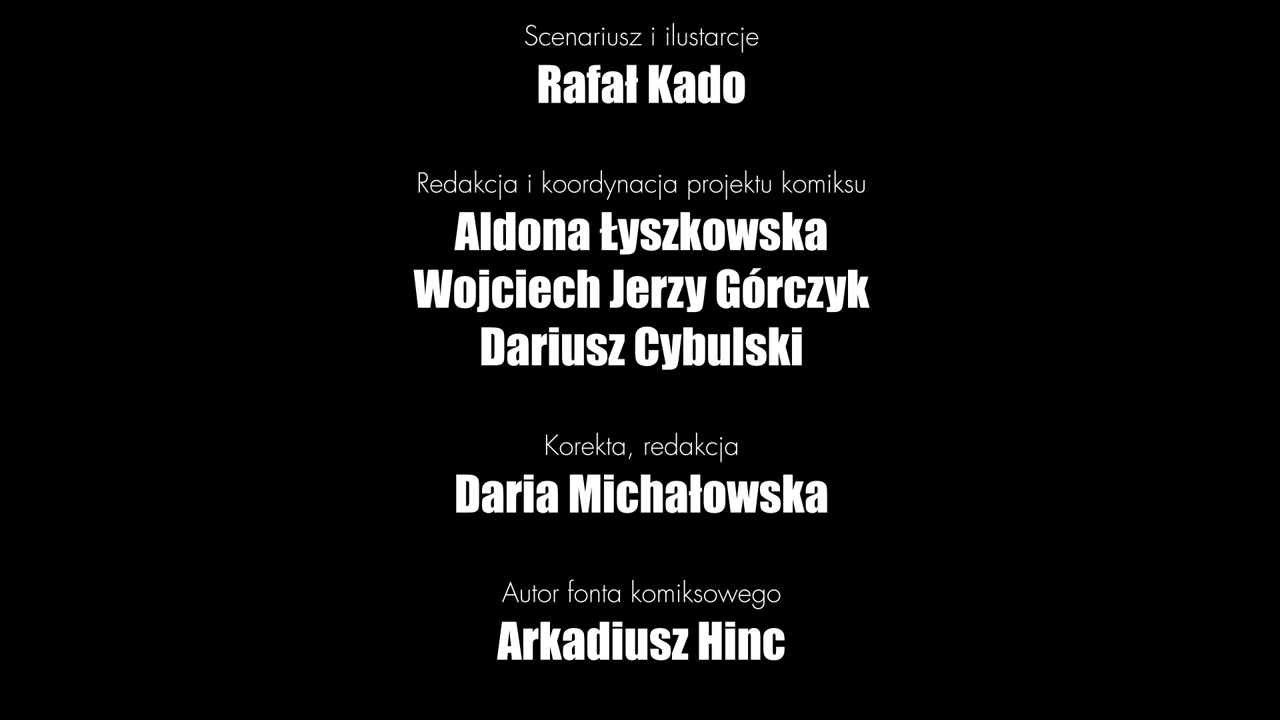 Scenariusz i ilustarcje
Rafał Kado
Redakcja i koordynacja projektu komiksu
Aldona Łyszkowska
Wojciech Jerzy Górczyk
Dariusz Cybulski
Korekta, redakcja
Daria Michałowska
Autor fonta komiksowego
Arkadiusz Hinc